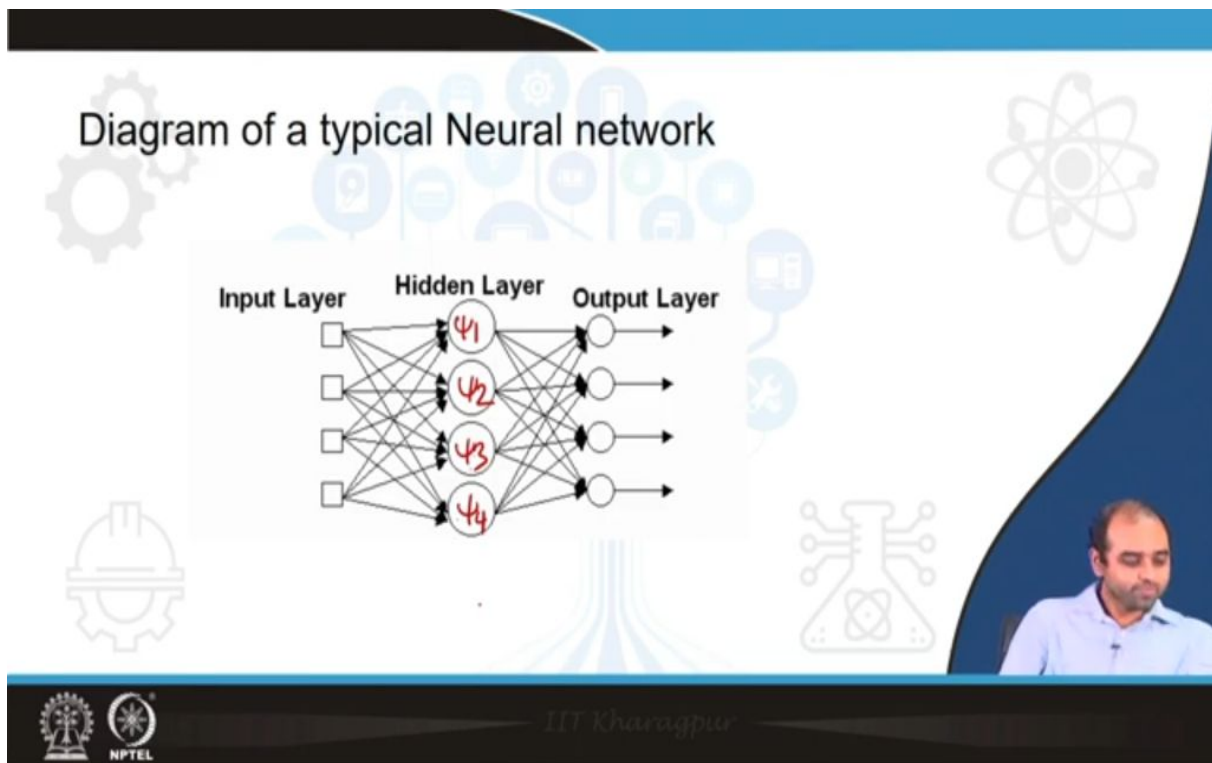 Diagram of a typical Neural network
Input Layer
Hidden Layer
Output Layer
ψ1
ψ2
ψ3
ψ4
IIT Kharagpur
NPTEL